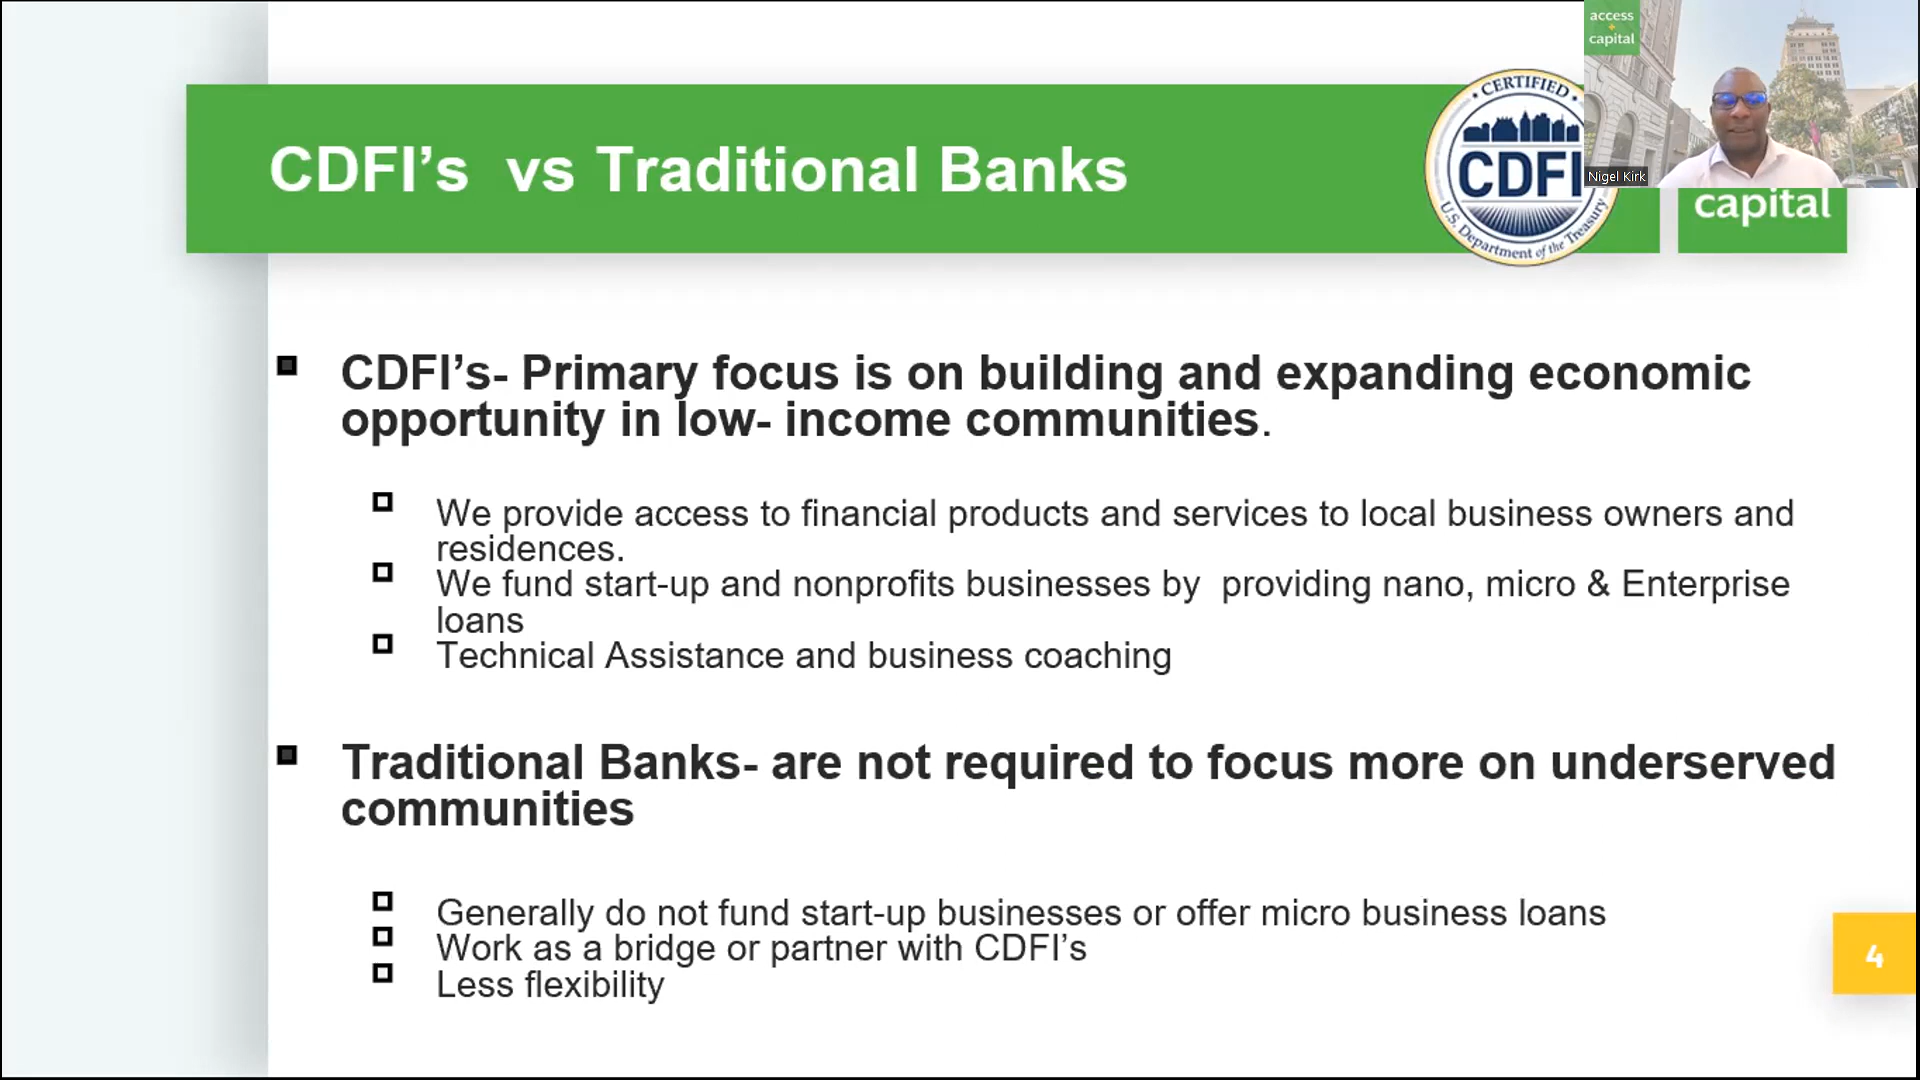 access
+
capital
Nigel Kirk
CDFI’s vs Traditional Banks
CERTIFIED
CDFI
U.S. Department of the Treasury
capital
CDFI’s- Primary focus is on building and expanding economic
opportunity in low- income communities.
We provide access to financial products and services to local business owners and
residences.
We fund start-up and nonprofits businesses by providing nano, micro & Enterprise
loans
Technical Assistance and business coaching
Traditional Banks- are not required to focus more on underserved
communities
Generally do not fund start-up businesses or offer micro business loans
Work as a bridge or partner with CDFI’s
Less flexibility
4